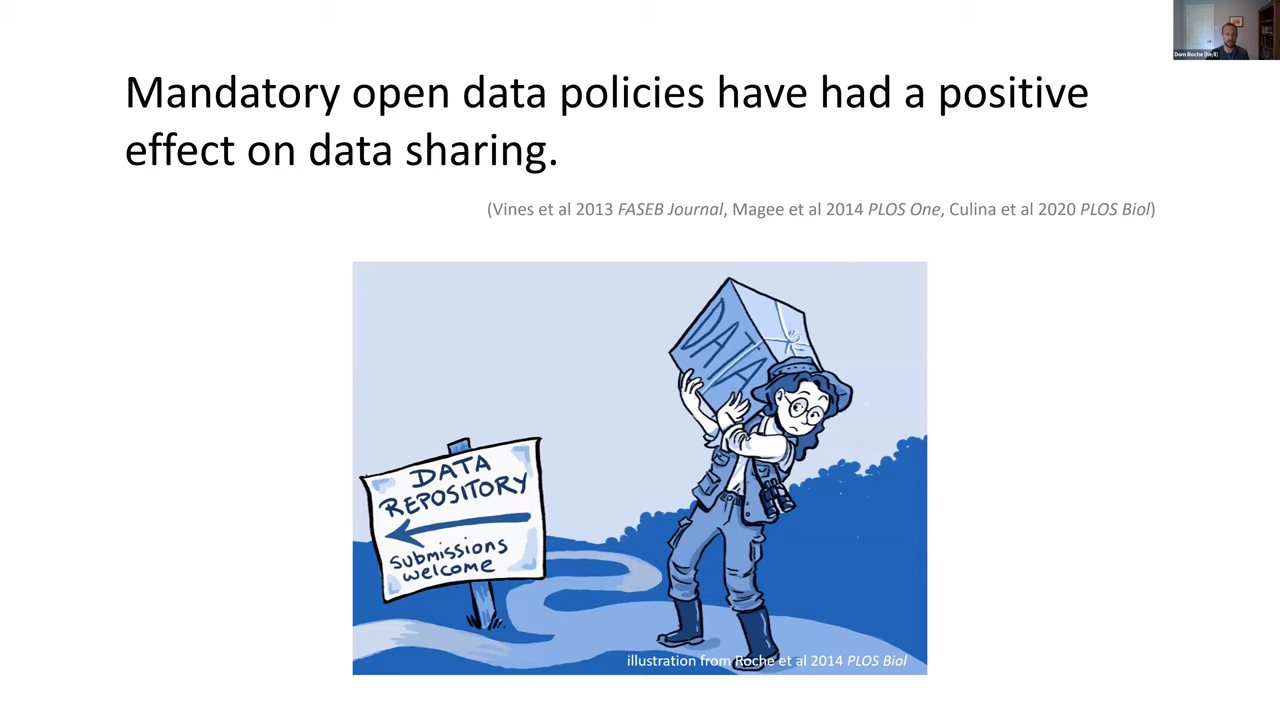 Mandatory open data policies have had a positive
effect on data sharing.
(Vines et al 2013 FASEB Journal, Magee et al 2014 PLOS One, Culina et al 2020 PLOS Biol)
DATA
DATA
REPOSITORY
submissions
welcome
illustration from Roche et al 2014 PLOS Biol